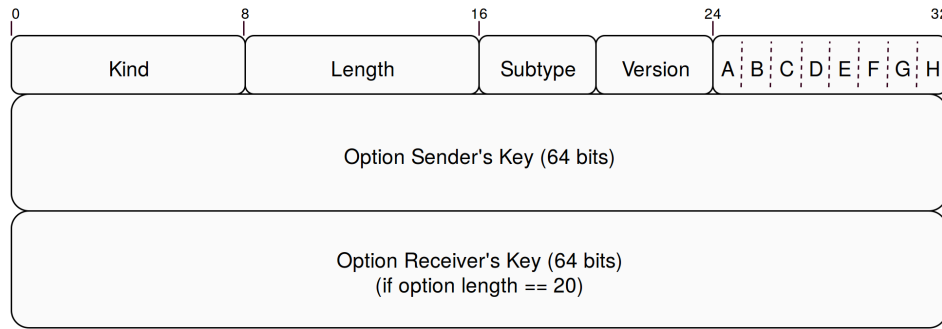 0 8 16 24 32
Kind Length Subtype Version A B C D E F G H
Option Sender's Key (64 bits)
Option Receiver's Key (64 bits)
(if option length == 20)